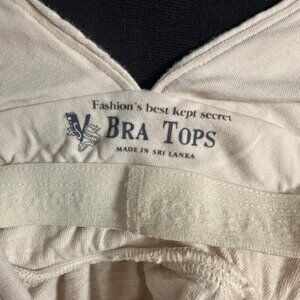 Fashion's best kept secret
BRA TOPS
MADE IN SRI LANKA